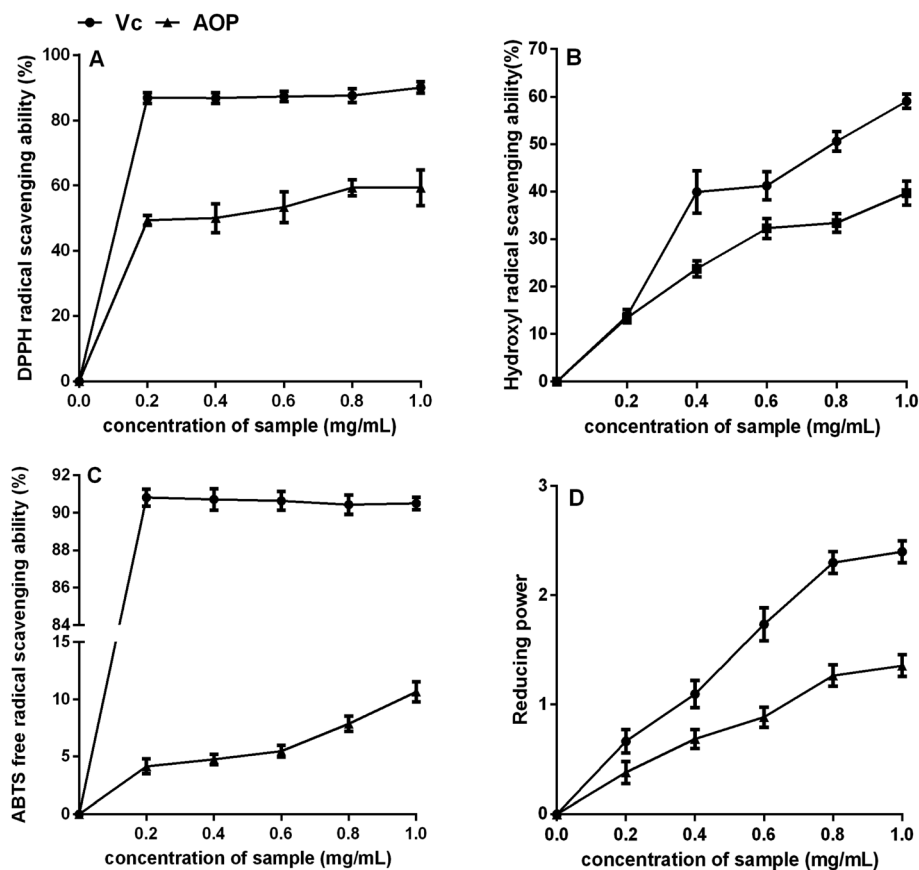 Vc AOP
A
DPPH radical scavenging ability (%)
100
80
60
40
20
0
0.0 0.2 0.4 0.6 0.8 1.0
concentration of sample (mg/mL)
B
Hydroxyl radical scavenging ability(%)
70
60
50
40
30
20
10
0
0.2 0.4 0.6 0.8 1.0
concentration of sample (mg/mL)
C
ABTS free radical scavenging ability (%)
92
90
88
86
84
15
10
5
0
0.2 0.4 0.6 0.8 1.0
concentration of sample (mg/mL)
D
Reducing power
3
2
1
0
0.0 0.2 0.4 0.6 0.8 1.0
concentration of sample (mg/mL)